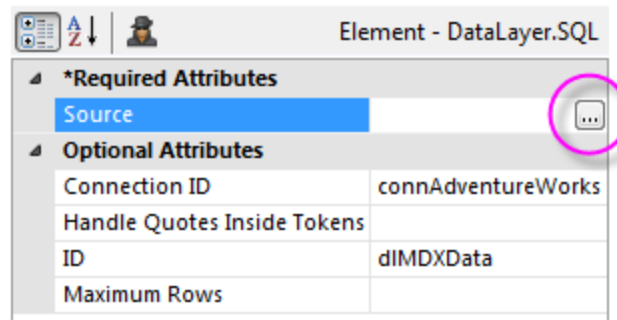 Element - DataLayer.SQL
*Required Attributes
Source ...
Optional Attributes
Connection ID connAdventureWorks
Handle Quotes Inside Tokens
ID dlMDXData
Maximum Rows